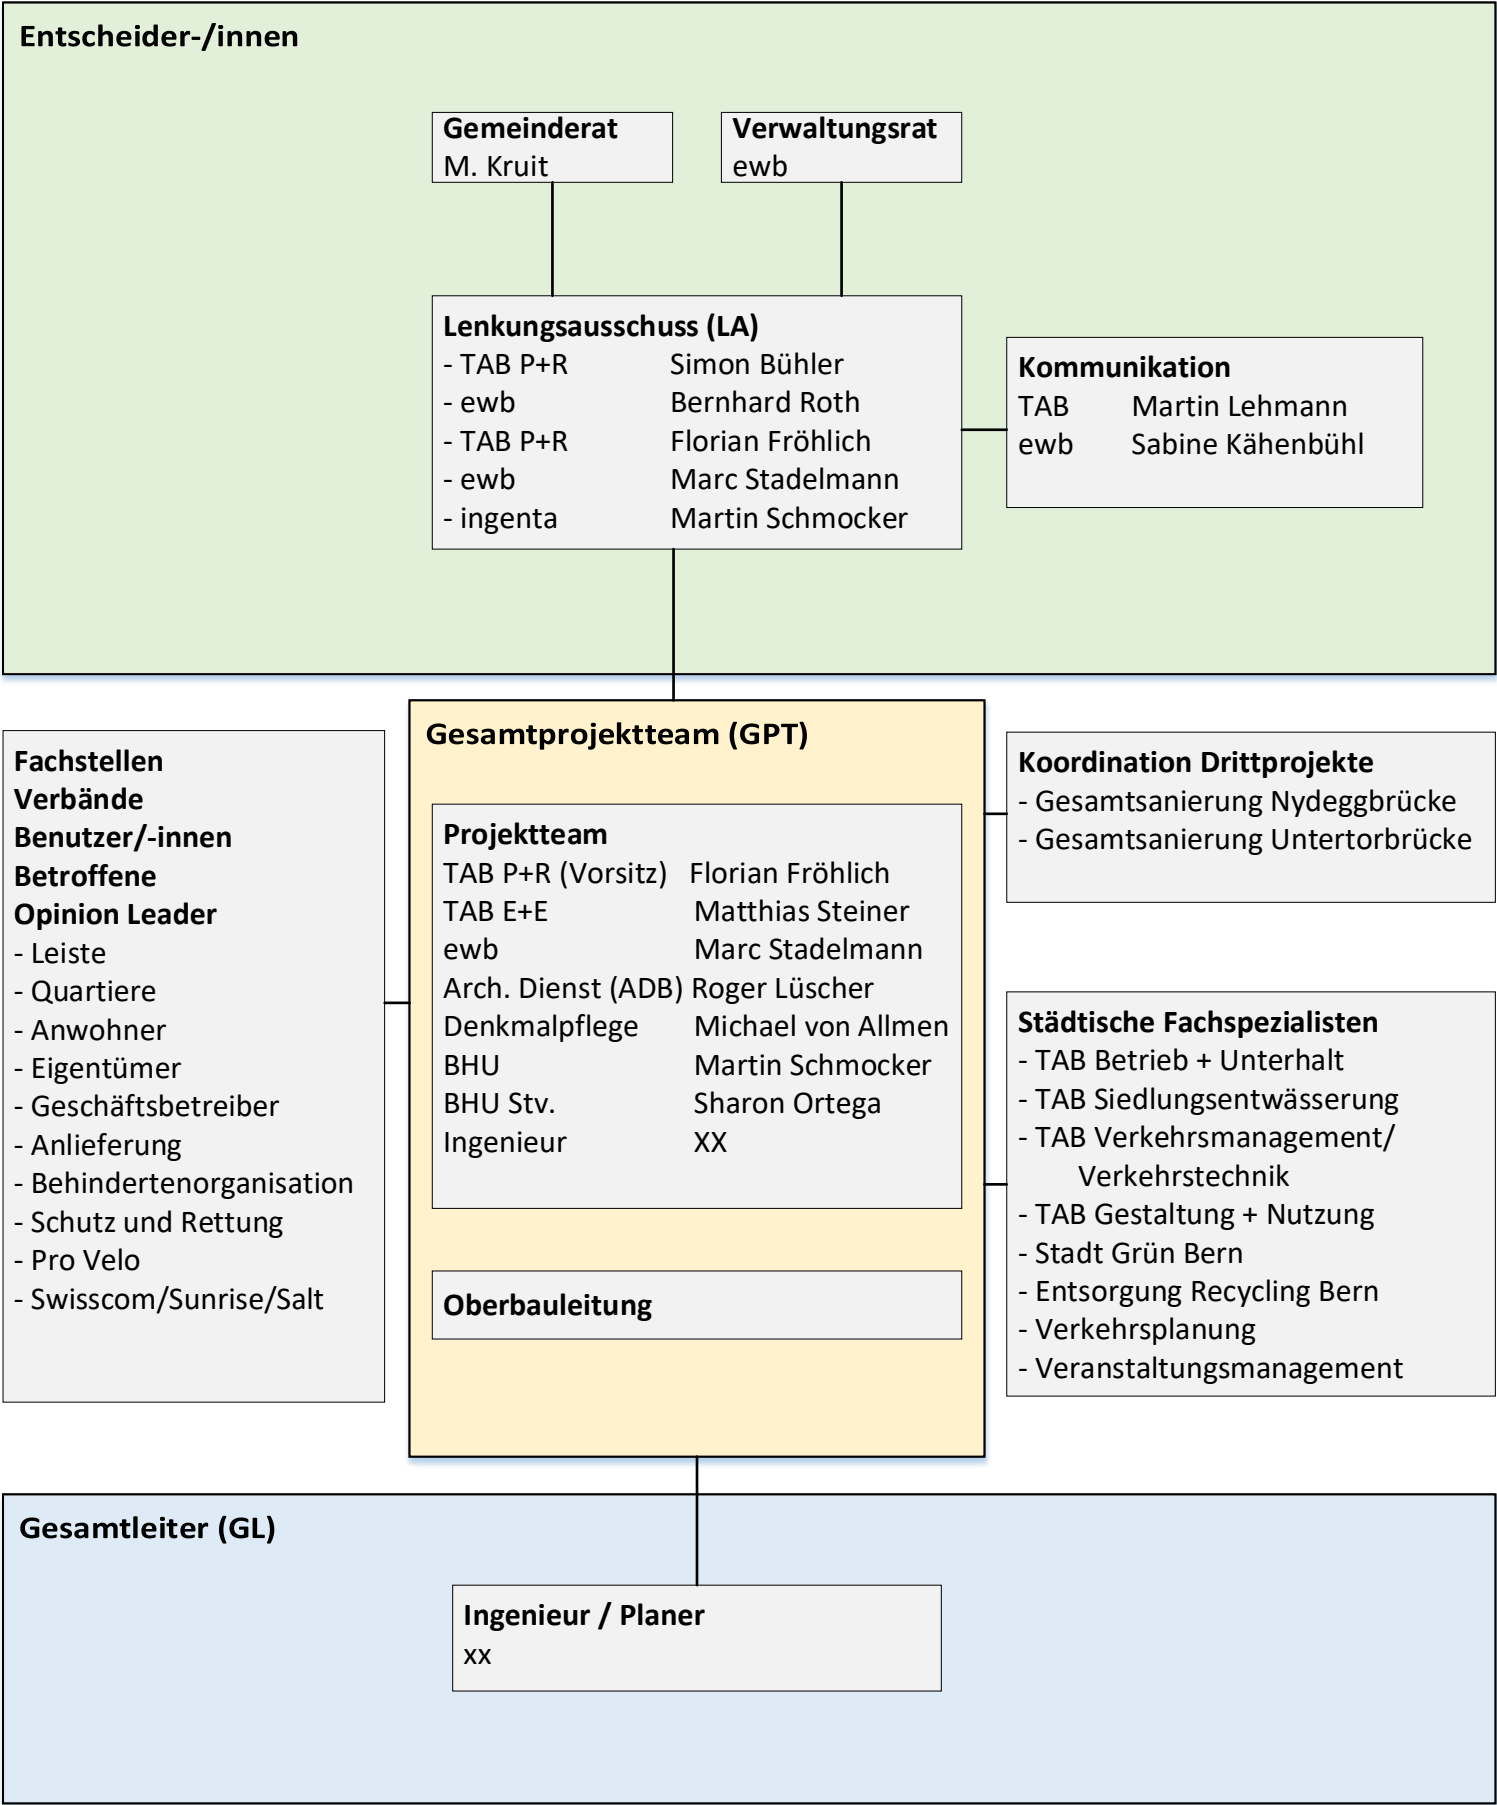 Entscheider-/innen
Gemeinderat
M. Kruit
Verwaltungsrat
ewb
Lenkungsausschuss (LA)
- TAB P+R Simon Bühler
- ewb Bernhard Roth
- TAB P+R Florian Fröhlich
- ewb Marc Stadelmann
- ingenta Martin Schmocker
Kommunikation
TAB Martin Lehmann
ewb Sabine Kähenbühl
Gesamtprojektteam (GPT)
Fachstellen
Verbände
Benutzer/-innen
Betroffene
Opinion Leader
- Leiste
- Quartiere
- Anwohner
- Eigentümer
- Geschäftsbetreiber
- Anlieferung
- Behindertenorganisation
- Schutz und Rettung
- Pro Velo
- Swisscom/Sunrise/Salt
Projektteam
TAB P+R (Vorsitz) Florian Fröhlich
TAB E+E Matthias Steiner
ewb Marc Stadelmann
Arch. Dienst (ADB) Roger Lüscher
Denkmalpflege Michael von Allmen
BHU Martin Schmocker
BHU Stv. Sharon Ortega
Ingenieur XX
Oberbauleitung
Koordination Drittprojekte
- Gesamtsanierung Nydeggbrücke
- Gesamtsanierung Untertorbrücke
Städtische Fachspezialisten
- TAB Betrieb + Unterhalt
- TAB Siedlungsentwässerung
- TAB Verkehrsmanagement/
Verkehrstechnik
- TAB Gestaltung + Nutzung
- Stadt Grün Bern
- Entsorgung Recycling Bern
- Verkehrsplanung
- Veranstaltungsmanagement
Gesamtleiter (GL)
Ingenieur / Planer
xx